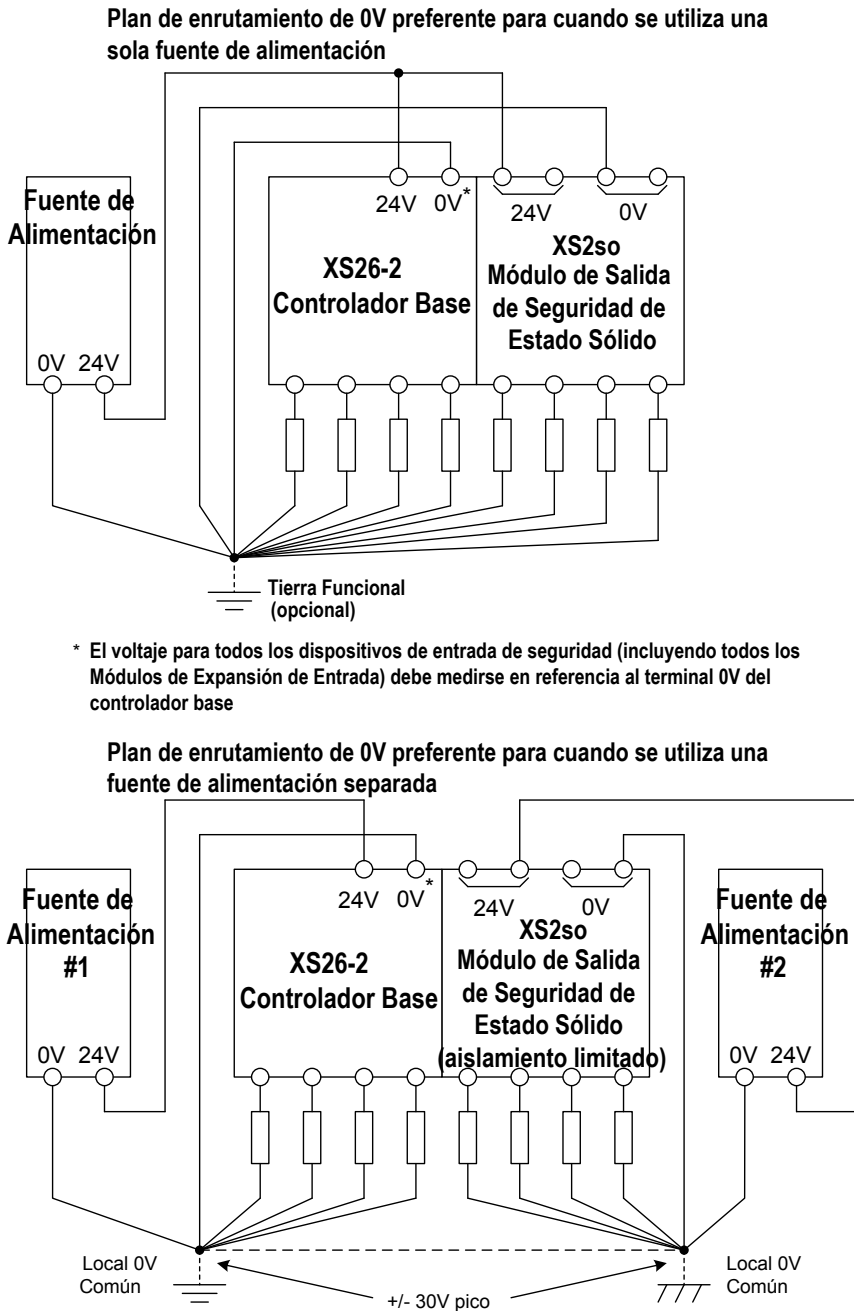 Plan de enrutamiento de 0V preferente para cuando se utiliza una
sola fuente de alimentación
Fuente de
Alimentación
0V 24V
24V 0V*
XS26-2
Controlador Base
24V 0V
XS2so
Módulo de Salida
de Seguridad de
Estado Sólido
Tierra Funcional
(opcional)
* El voltaje para todos los dispositivos de entrada de seguridad (incluyendo todos los
Módulos de Expansión de Entrada) debe medirse en referencia al terminal 0V del
controlador base
Plan de enrutamiento de 0V preferente para cuando se utiliza una
fuente de alimentación separada
Fuente de
Alimentación
#1
0V 24V
24V 0V*
XS26-2
Controlador Base
24V 0V
XS2so
Módulo de Salida
de Seguridad de
Estado Sólido
(aislamiento limitado)
Fuente de
Alimentación
#2
0V 24V
Local 0V
Común
+/- 30V pico
Local 0V
Común